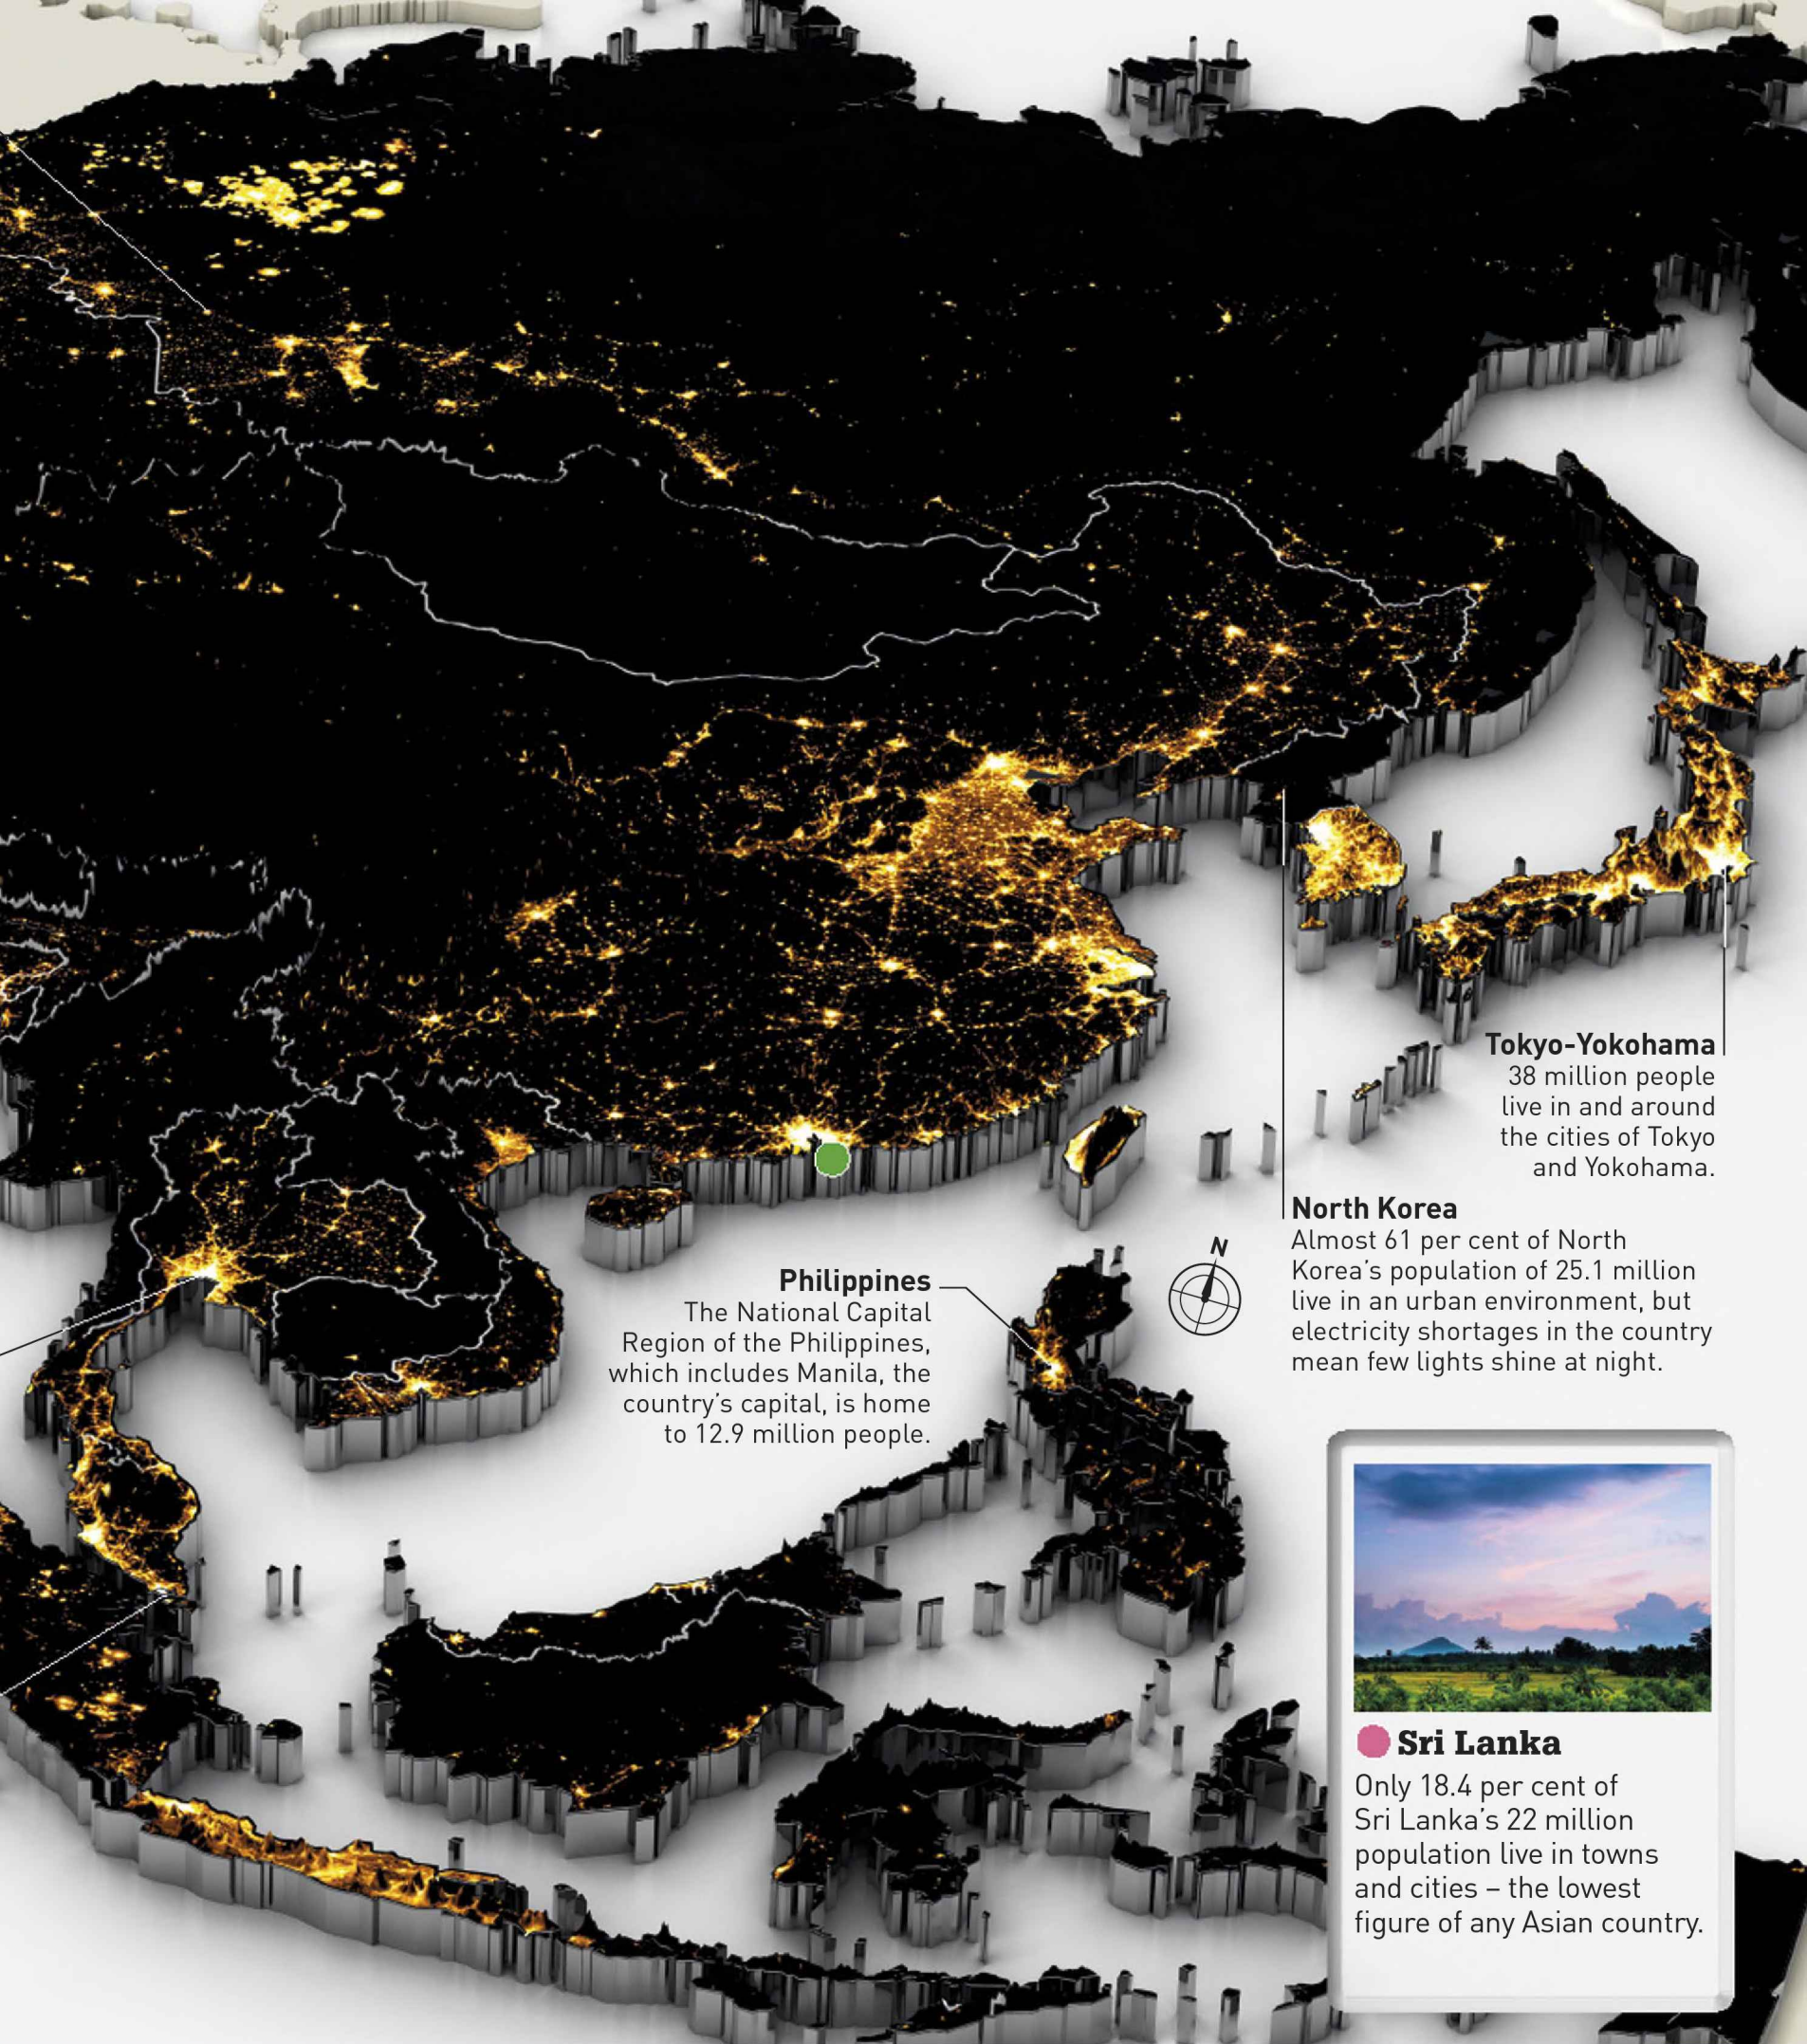 Tokyo-Yokohama
38 million people
live in and around
the cities of Tokyo
and Yokohama.
North Korea
Almost 61 per cent of North
Korea’s population of 25.1 million
live in an urban environment, but
electricity shortages in the country
mean few lights shine at night.
N
Philippines
The National Capital
Region of the Philippines,
which includes Manila, the
country’s capital, is home
to 12.9 million people.
Sri Lanka
Only 18.4 per cent of
Sri Lanka’s 22 million
population live in towns
and cities – the lowest
figure of any Asian country.